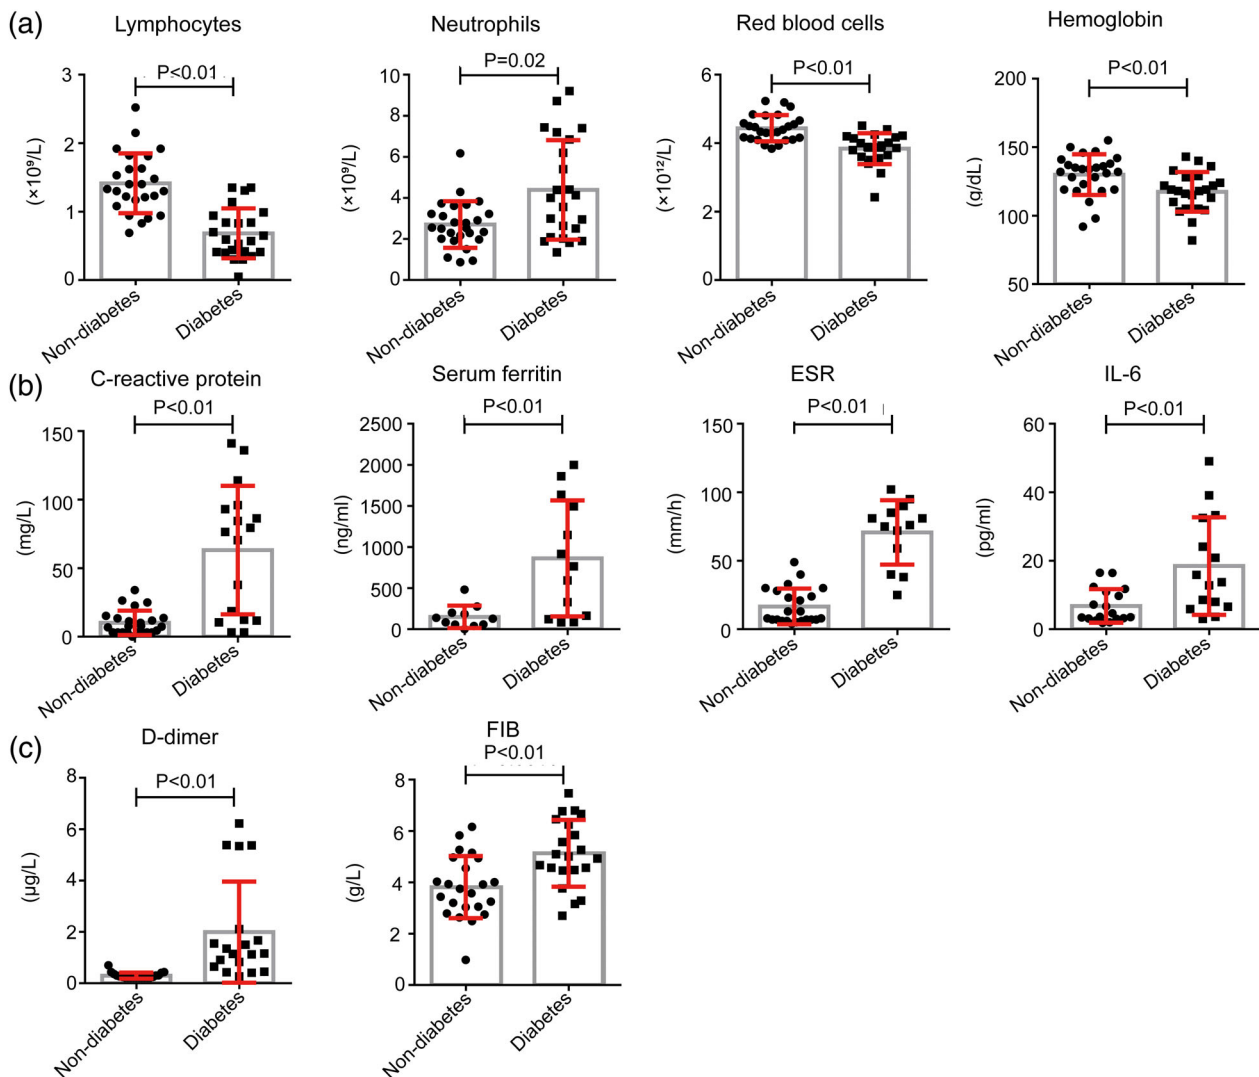 (a)
Lymphocytes
Neutrophils
Red blood cells
Hemoglobin
P<0.01
P=0.02
P<0.01
P<0.01
(×10⁹/L)
3
2
1
0
Non-diabetes
Diabetes
(×10⁹/L)
10
8
6
4
2
0
Non-diabetes
Diabetes
(×10¹²/L)
6
4
2
0
Non-diabetes
Diabetes
(g/dL)
200
150
100
50
Non-diabetes
Diabetes
(b)
C-reactive protein
Serum ferritin
ESR
IL-6
P<0.01
P<0.01
P<0.01
P<0.01
(mg/L)
150
100
50
0
Non-diabetes
Diabetes
(ng/ml)
2500
2000
1500
1000
500
0
Non-diabetes
Diabetes
(mm/h)
150
100
50
0
Non-diabetes
Diabetes
(pg/ml)
60
40
20
0
Non-diabetes
Diabetes
(c)
D-dimer
FIB
P<0.01
P<0.01
(µg/L)
8
6
4
2
0
Non-diabetes
Diabetes
(g/L)
8
6
4
2
0
Non-diabetes
Diabetes